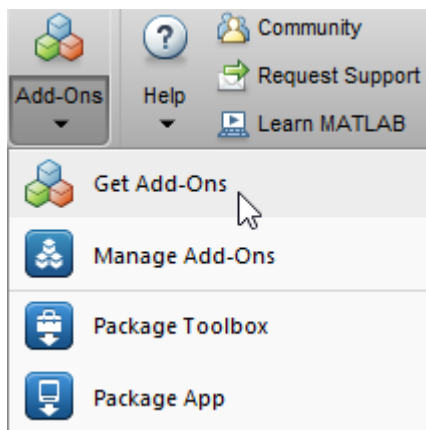 Add-Ons
Help
Community
Request Support
Learn MATLAB
Get Add-Ons
Manage Add-Ons
Package Toolbox
Package App